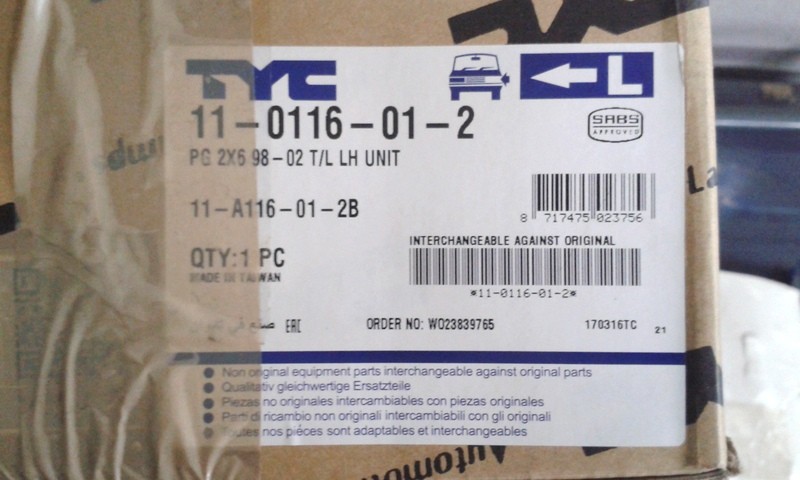 TYC
L
11-0116-01-2
SABS
APPROVED
PG 2X6 98-02 T/L LH UNIT
11-A116-01-2B
8 717475 023756
INTERCHANGEABLE AGAINST ORIGINAL
QTY:1 PC
MADE IN TAIWAN
*11-0116-01-2*
EAC
ORDER NO: WO23839765
170316TC
21
Non original equipment parts interchangeable against original parts
Qualitativ gleichwertige Ersatzteile
Piezas no originales intercambiables con piezas originales
Parti di ricambio non originali intercambiabili con gli originali
Toutes nos piéces sont adaptables et interchangeables
Automo